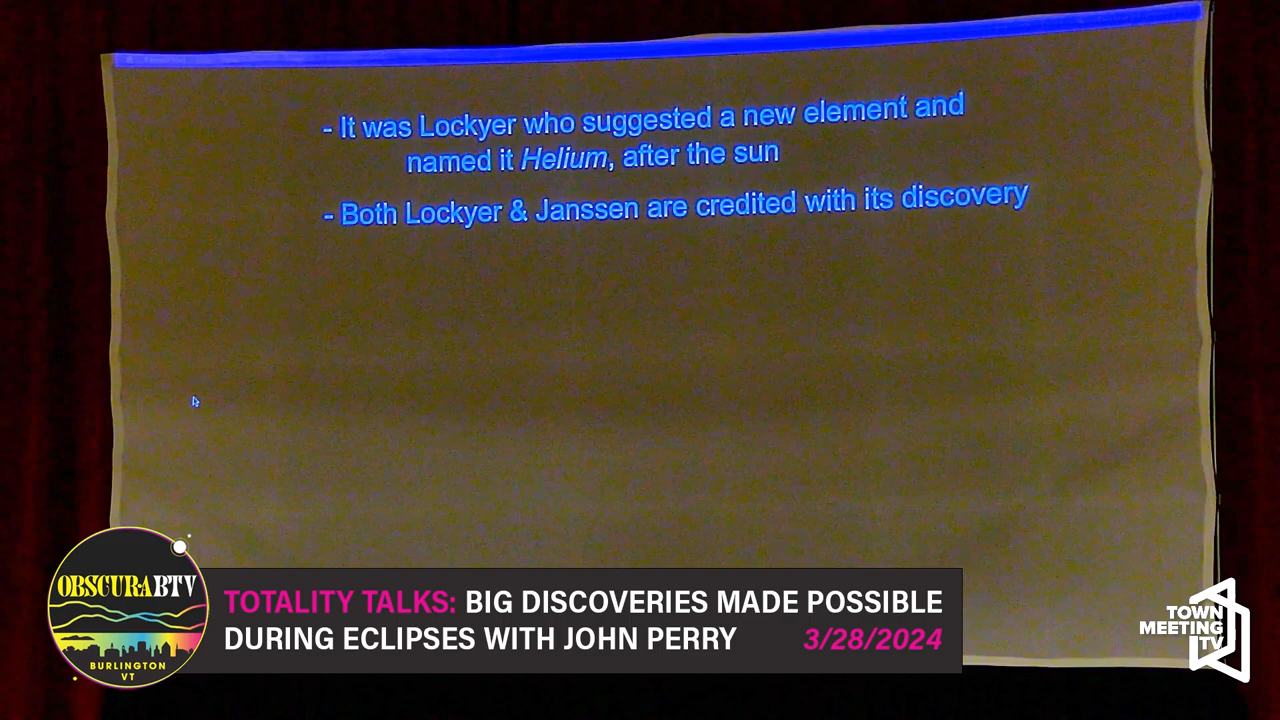 - It was Lockyer who suggested a new element and
named it Helium, after the sun
- Both Lockyer & Janssen are credited with its discovery
OBSCURABTV
BURLINGTON
VT
TOTALITY TALKS: BIG DISCOVERIES MADE POSSIBLE
DURING ECLIPSES WITH JOHN PERRY 3/28/2024
TOWN
MEETING
TV